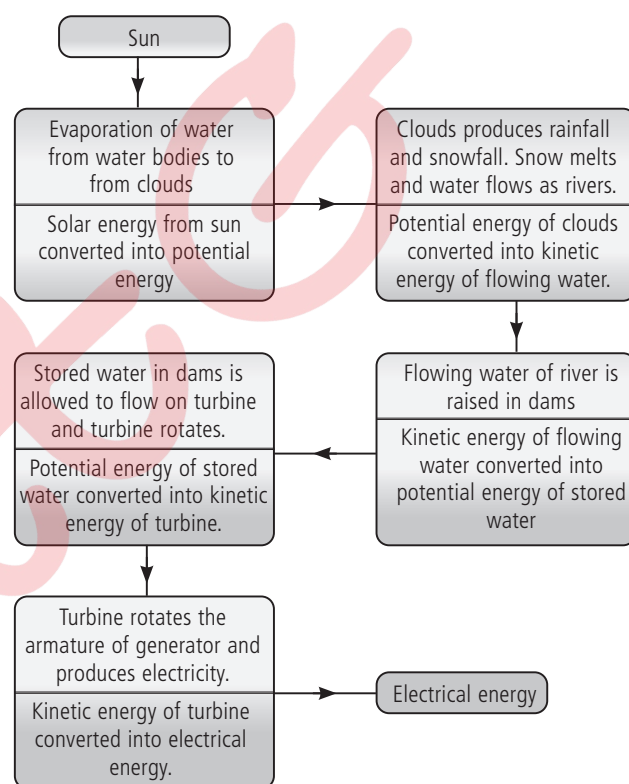 Sun
Evaporation of water
from water bodies to
from clouds
Solar energy from sun
converted into potential
energy
Clouds produces rainfall
and snowfall. Snow melts
and water flows as rivers.
Potential energy of clouds
converted into kinetic
energy of flowing water.
Flowing water of river is
raised in dams
Kinetic energy of flowing
water converted into
potential energy of stored
water
Stored water in dams is
allowed to flow on turbine
and turbine rotates.
Potential energy of stored
water converted into kinetic
energy of turbine.
Turbine rotates the
armature of generator and
produces electricity.
Kinetic energy of turbine
converted into electrical
energy.
Electrical energy